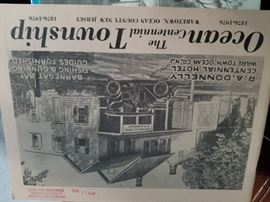 Ocean Township
The Centennial
WARETOWN, OCEAN COUNTY, NEW JERSEY
1876-1976
1876-1976
R.A. DONNELLY
CENTENNIAL HOTEL
WARETOWN, OCEAN CO. N.J.
BARNEGAT BAY
FISHING & GUNNING
GUIDES FURNISHED